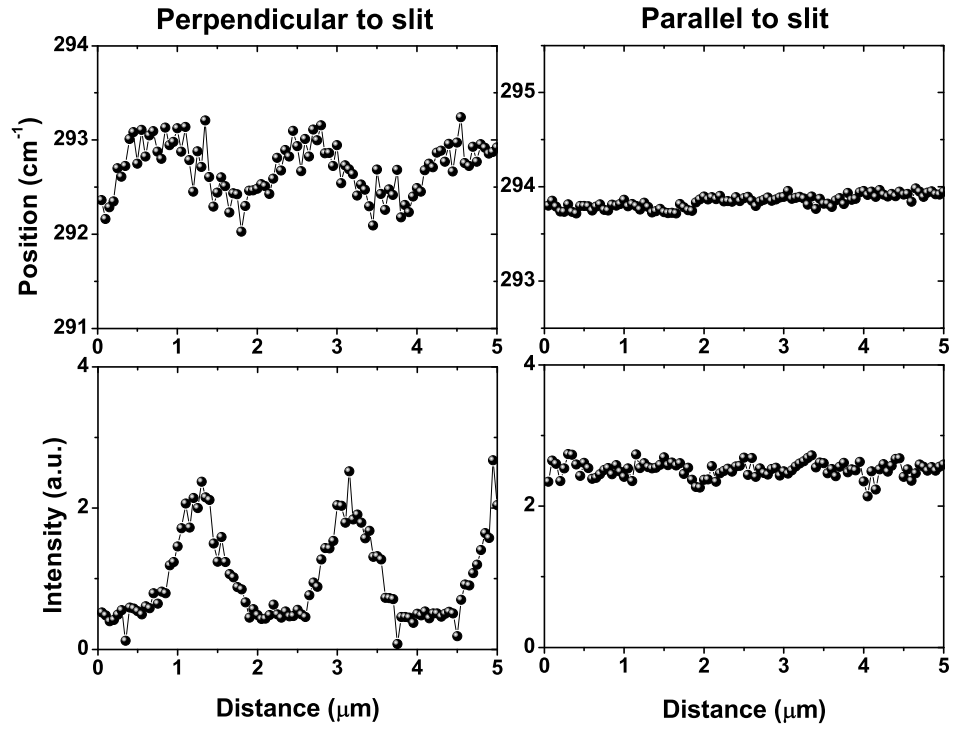 Perpendicular to slit
Parallel to slit
Position (cm⁻¹)
294
293
292
291
0 1 2 3 4 5
295
294
293
0 1 2 3 4 5
Intensity (a.u.)
4
2
0
0 1 2 3 4 5
Distance (μm)
4
2
0
0 1 2 3 4 5
Distance (μm)